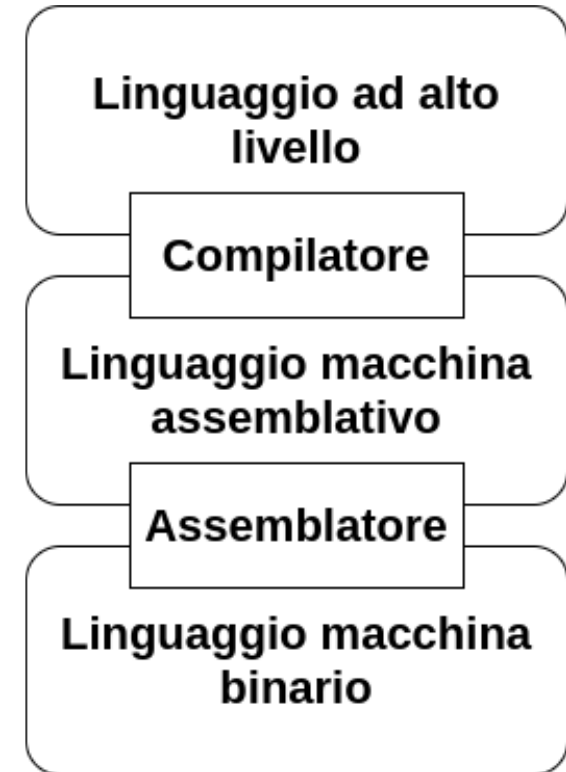 Linguaggio ad alto
livello
Compilatore
Linguaggio macchina
assemblativo
Assemblatore
Linguaggio macchina
binario